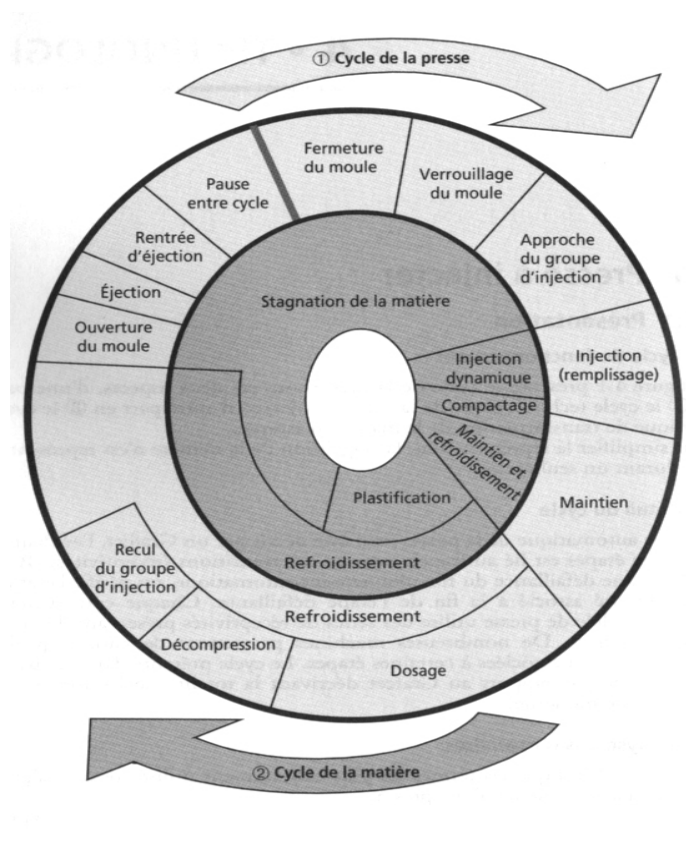 ① Cycle de la presse
Fermeture
du moule
Verrouillage
du moule
Approche
du groupe
d'injection
Injection
(remplissage)
Maintien
Dosage
Décompression
Refroidissement
Recul
du groupe
d'injection
Ouverture
du moule
Éjection
Rentrée
d'éjection
Pause
entre cycle
Stagnation de la matière
Injection
dynamique
Compactage
Maintien et
refroidissement
Plastification
Refroidissement
② Cycle de la matière